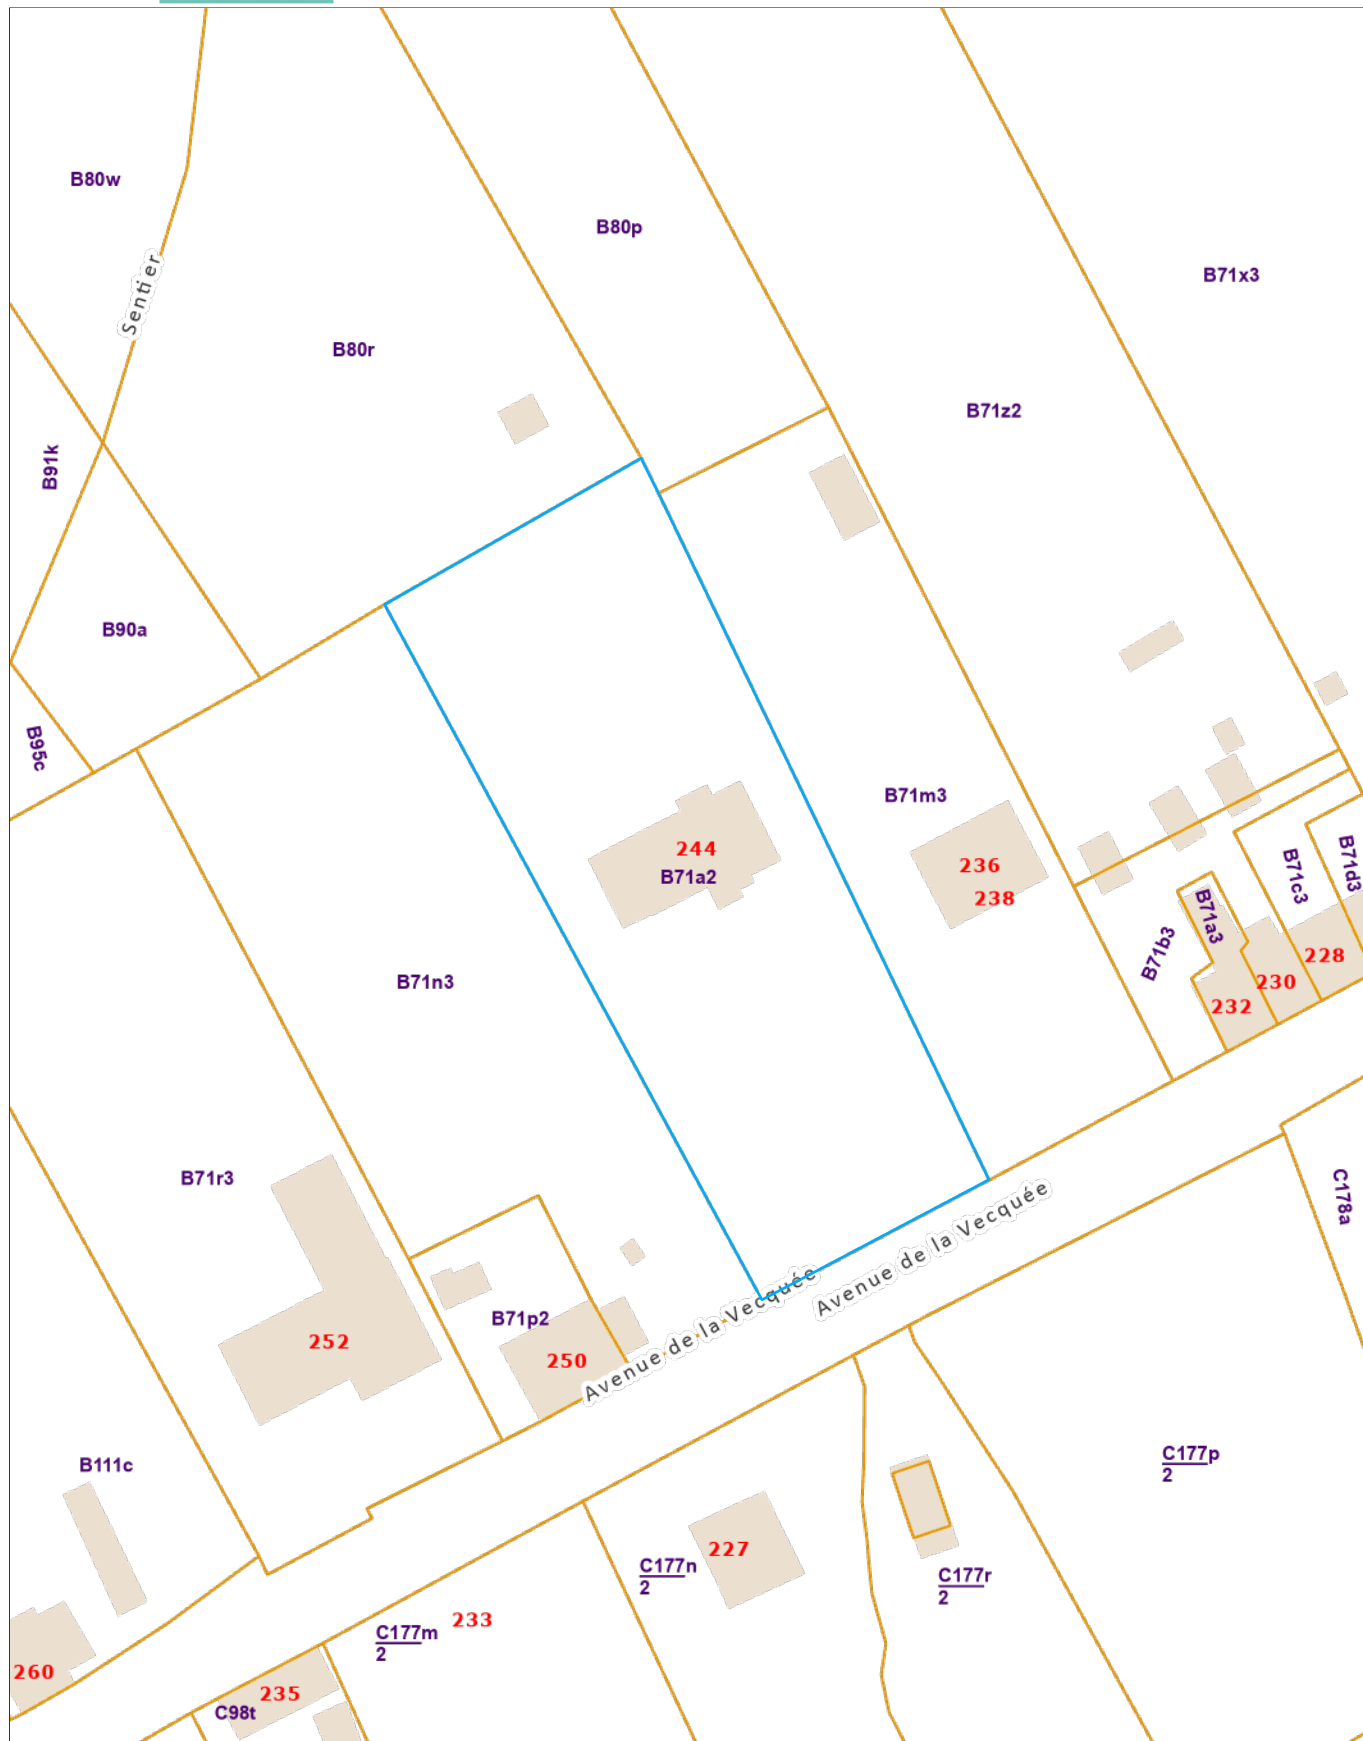 B80w
B80p
Sentier
B71x3
B80r
B71z2
B91k
B90a
B95c
B71m3
244
B71a2
236
238
B71d3
B71c3
B71a3
B71b3
228
230
232
B71n3
B71r3
C178a
Avenue de la Vecquée
Avenue de la Vecquée
B71p2
252
250
B111c
C177p
2
227
C177n
2
C177r
2
233
C177m
2
260
235
C98t